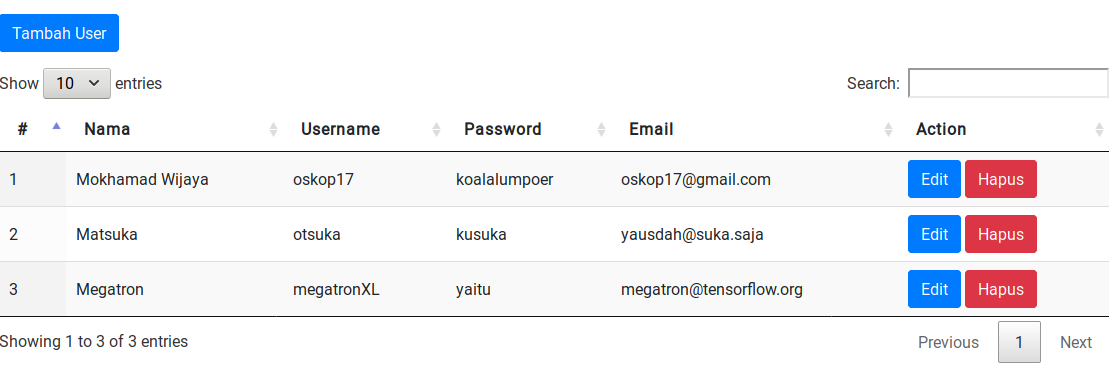 Tambah User
Show 10 entries Search:
# Nama Username Password Email Action
1 Mokhamad Wijaya oskop17 koalalumpoer oskop17@gmail.com Edit Hapus
2 Matsuka otsuka kusuka yausdah@suka.saja Edit Hapus
3 Megatron megatronXL yaitu megatron@tensorflow.org Edit Hapus
Showing 1 to 3 of 3 entries Previous 1 Next